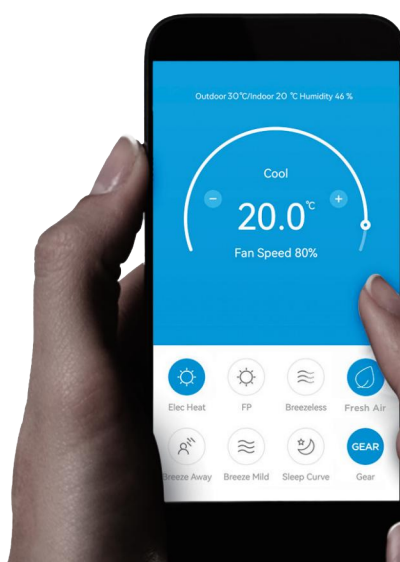 Outdoor 30℃/Indoor 20 ℃ Humidity 46 %
Cool
− 20.0℃ +
Fan Speed 80%
Elec Heat FP Breezeless Fresh Air
GEAR
Breeze Away Breeze Mild Sleep Curve Gear